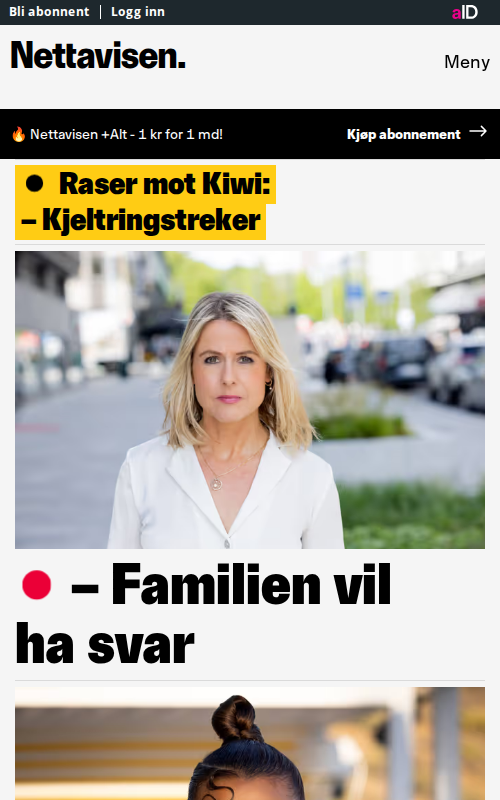 Bli abonnent | Logg inn
aID
Nettavisen.
Meny
🔥 Nettavisen +Alt - 1 kr for 1 md!
Kjøp abonnement →
Raser mot Kiwi:
– Kjeltringstreker
– Familien vil
ha svar